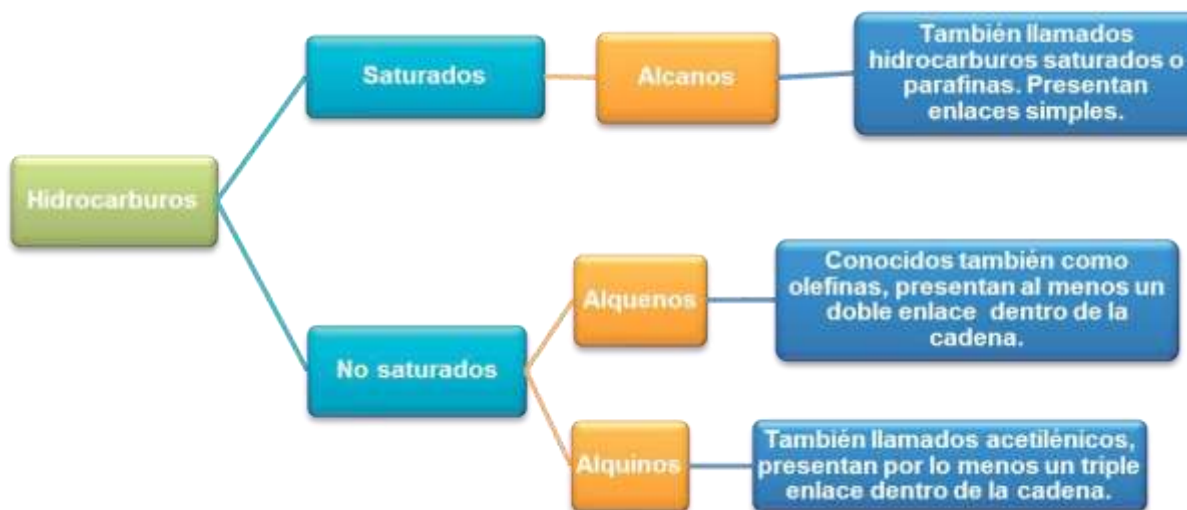 Hidrocarburos
Saturados
Alcanos
También llamados
hidrocarburos saturados o
parafinas. Presentan
enlaces simples.
No saturados
Alquenos
Conocidos también como
olefinas, presentan al menos un
doble enlace dentro de la
cadena.
Alquinos
También llamados acetilénicos,
presentan por lo menos un triple
enlace dentro de la cadena.